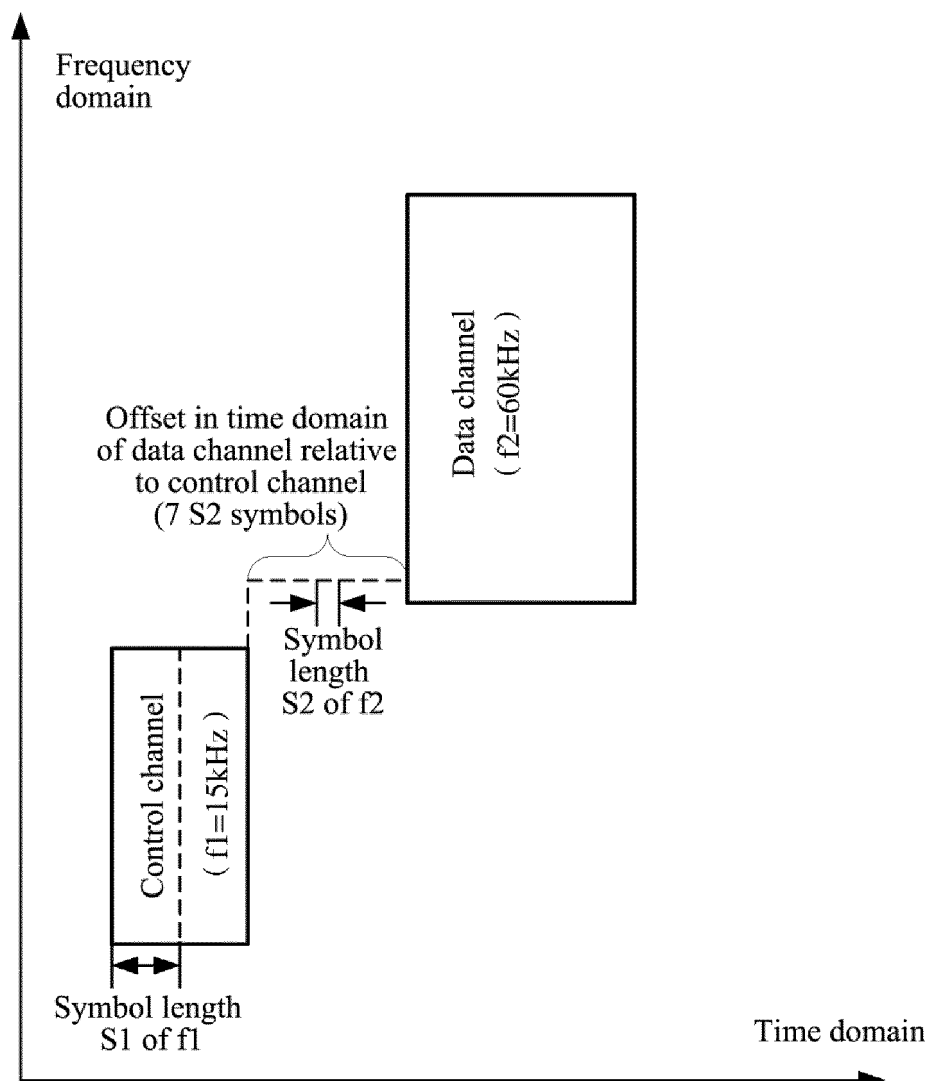 Frequency
domain
Data channel
( f2=60kHz )
Offset in time domain
of data channel relative
to control channel
(7 S2 symbols)
Symbol
length
S2 of f2
Control channel
( f1=15kHz )
Symbol length
S1 of f1
Time domain